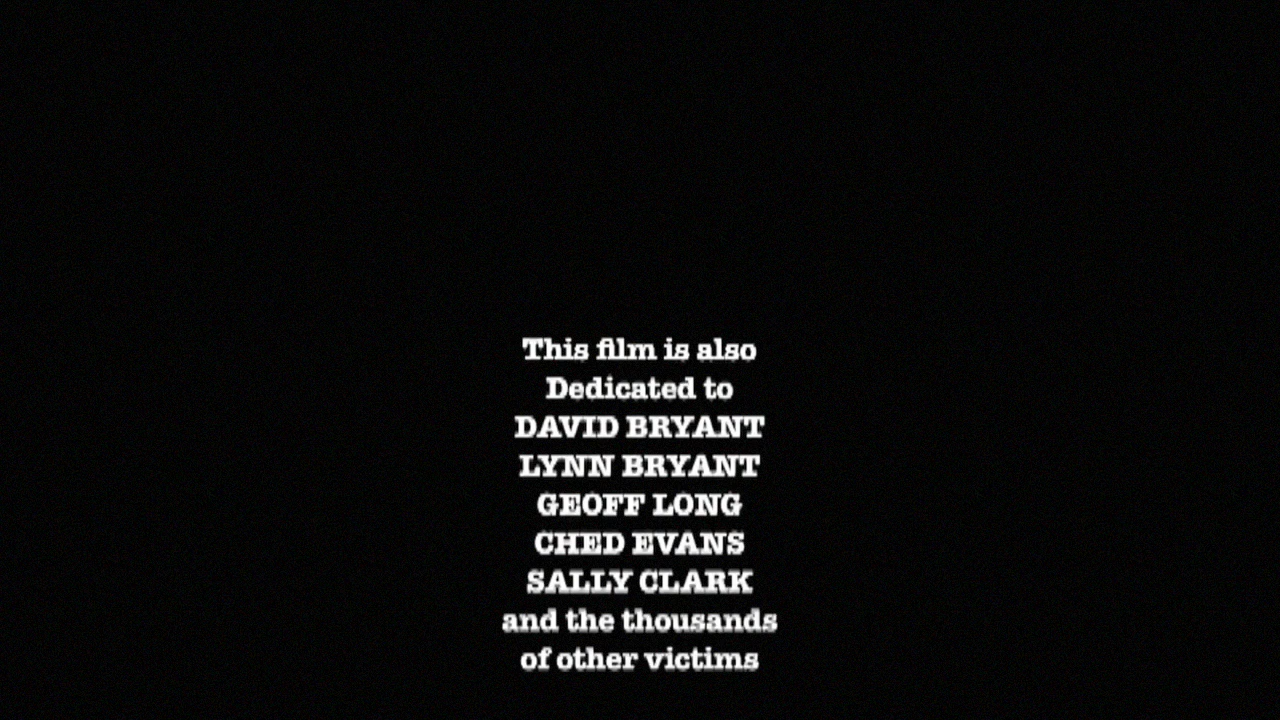 This film is also
Dedicated to
DAVID BRYANT
LYNN BRYANT
GEOFF LONG
CHED EVANS
SALLY CLARK
and the thousands
of other victims